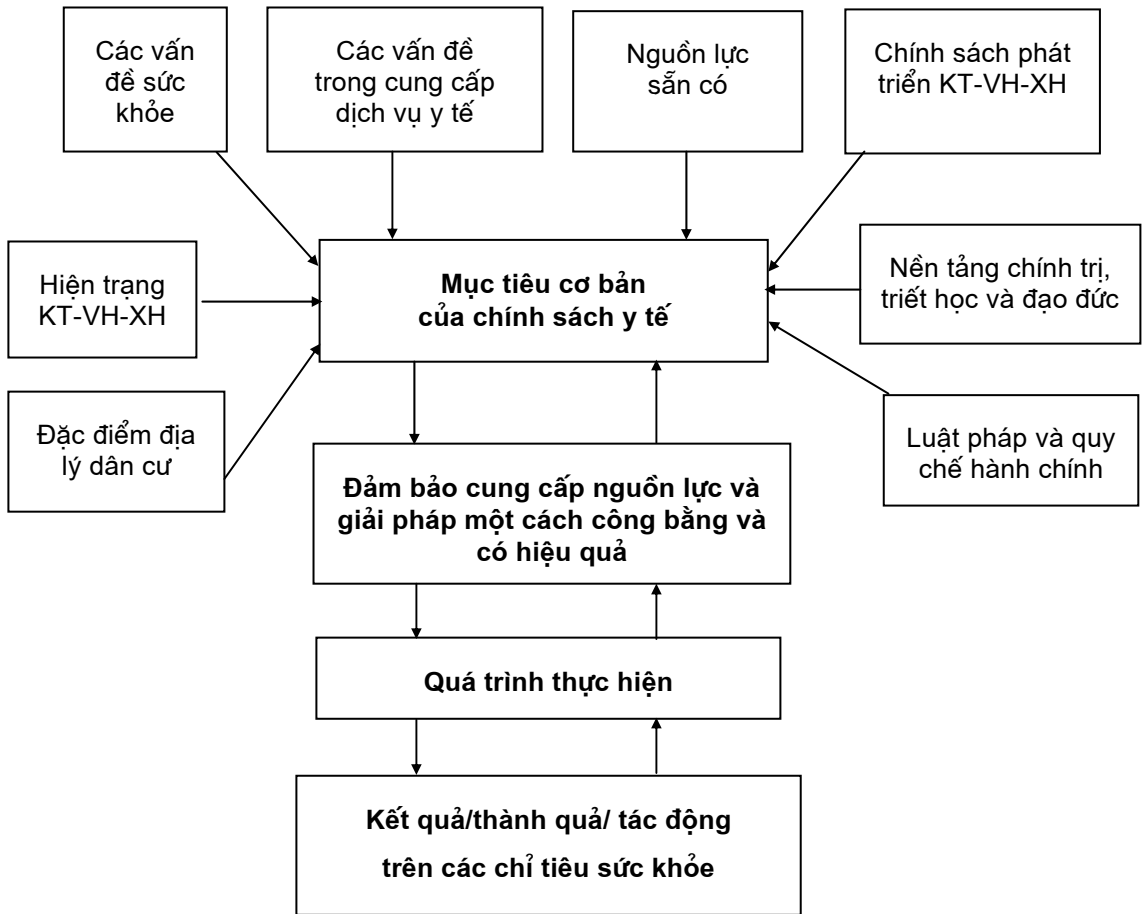 Các vấn
đề sức
khỏe
Các vấn đề
trong cung cấp
dịch vụ y tế
Nguồn lực
sẵn có
Chính sách phát
triển KT-VH-XH
Hiện trạng
KT-VH-XH
Mục tiêu cơ bản
của chính sách y tế
Nền tảng chính trị,
triết học và đạo đức
Đặc điểm địa
lý dân cư
Luật pháp và quy
chế hành chính
Đảm bảo cung cấp nguồn lực và
giải pháp một cách công bằng và
có hiệu quả
Quá trình thực hiện
Kết quả/thành quả/ tác động
trên các chỉ tiêu sức khỏe